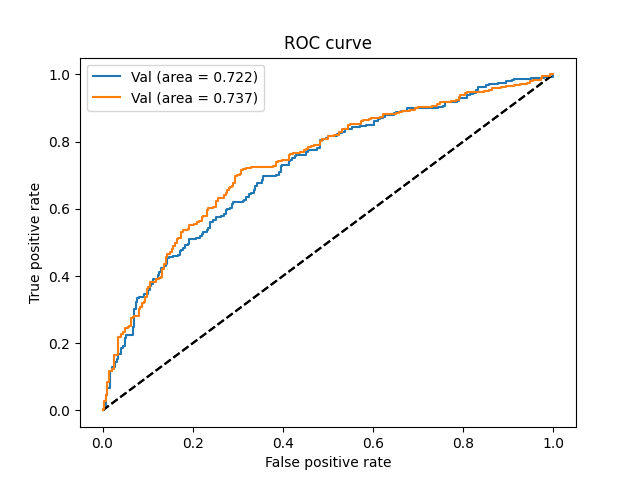 ROC curve
Val (area = 0.722)
Val (area = 0.737)
True positive rate
1.0
0.8
0.6
0.4
0.2
0.0
0.0 0.2 0.4 0.6 0.8 1.0
False positive rate